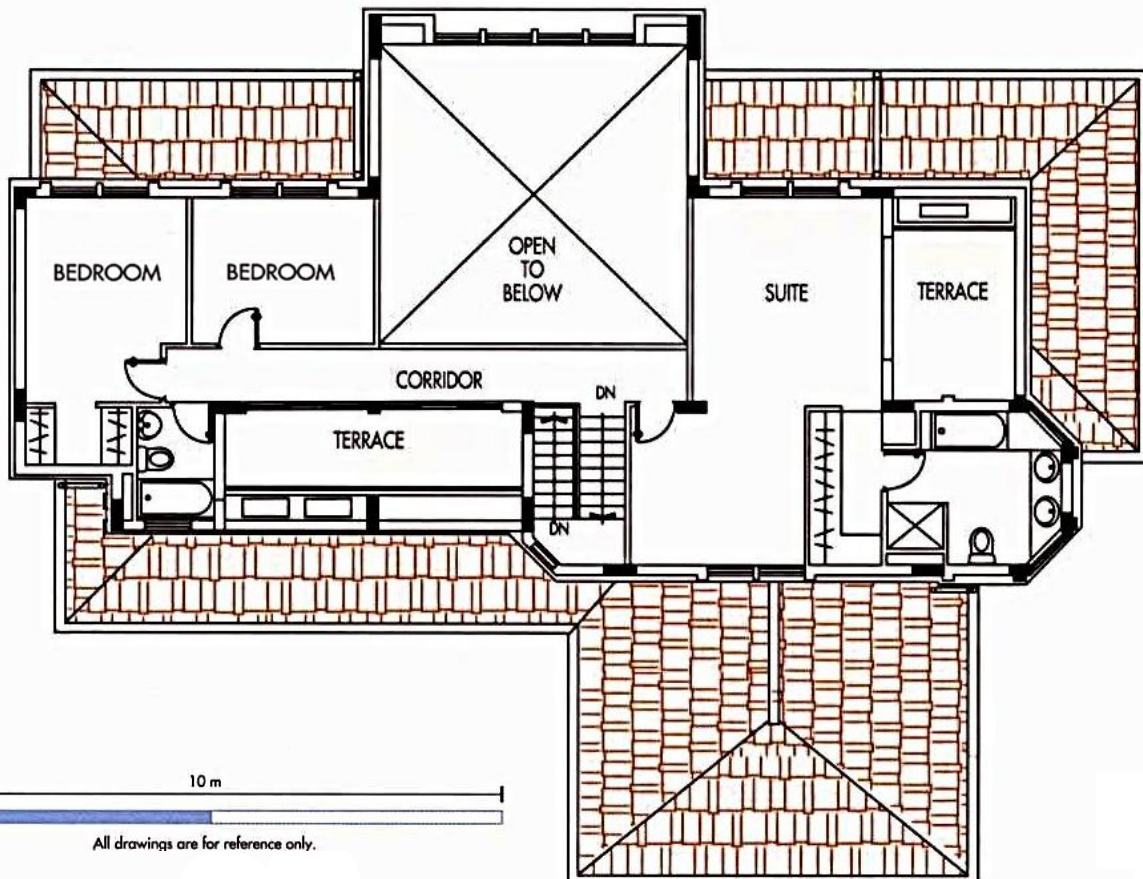 BEDROOM
BEDROOM
OPEN
TO
BELOW
SUITE
TERRACE
CORRIDOR
DN
TERRACE
DN
10 m
All drawings are for reference only.